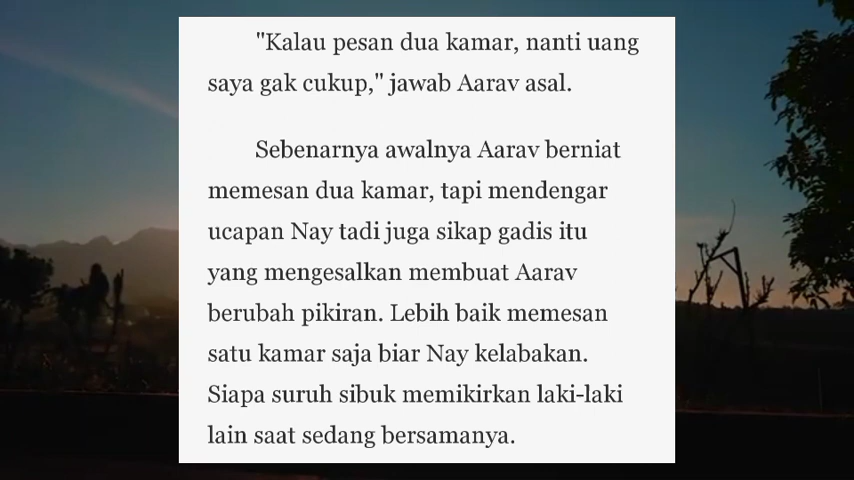 "Kalau pesan dua kamar, nanti uang
saya gak cukup," jawab Aarav asal.
Sebenarnya awalnya Aarav berniat
memesan dua kamar, tapi mendengar
ucapan Nay tadi juga sikap gadis itu
yang mengesalkan membuat Aarav
berubah pikiran. Lebih baik memesan
satu kamar saja biar Nay kelabakan.
Siapa suruh sibuk memikirkan laki-laki
lain saat sedang bersamanya.